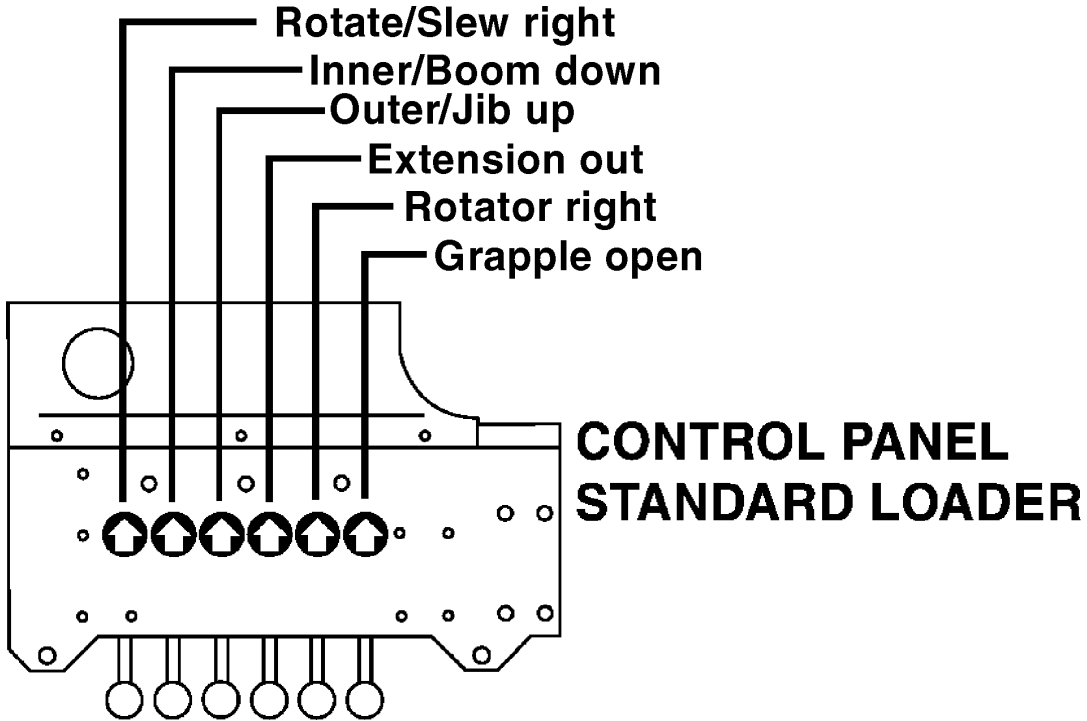 Rotate/Slew right
Inner/Boom down
Outer/Jib up
Extension out
Rotator right
Grapple open
CONTROL PANEL
STANDARD LOADER